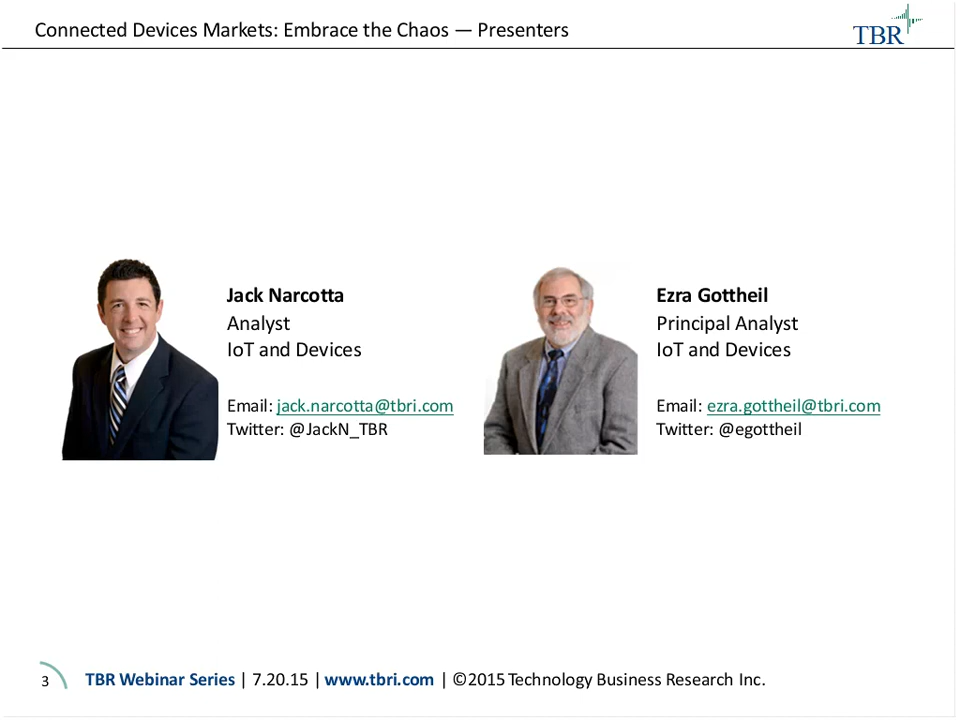 Connected Devices Markets: Embrace the Chaos — Presenters
TBR
Jack Narcotta
Analyst
IoT and Devices
Email: jack.narcotta@tbri.com
Twitter: @JackN_TBR
Ezra Gottheil
Principal Analyst
IoT and Devices
Email: ezra.gottheil@tbri.com
Twitter: @egottheil
3
TBR Webinar Series | 7.20.15 | www.tbri.com | ©2015 Technology Business Research Inc.